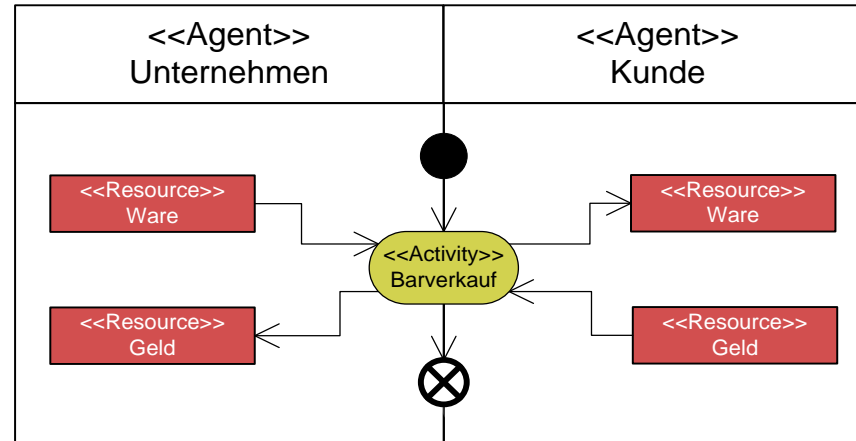 <<Agent>>
Unternehmen
<<Agent>>
Kunde
<<Resource>>
Ware
<<Resource>>
Ware
<<Activity>>
Barverkauf
<<Resource>>
Geld
<<Resource>>
Geld